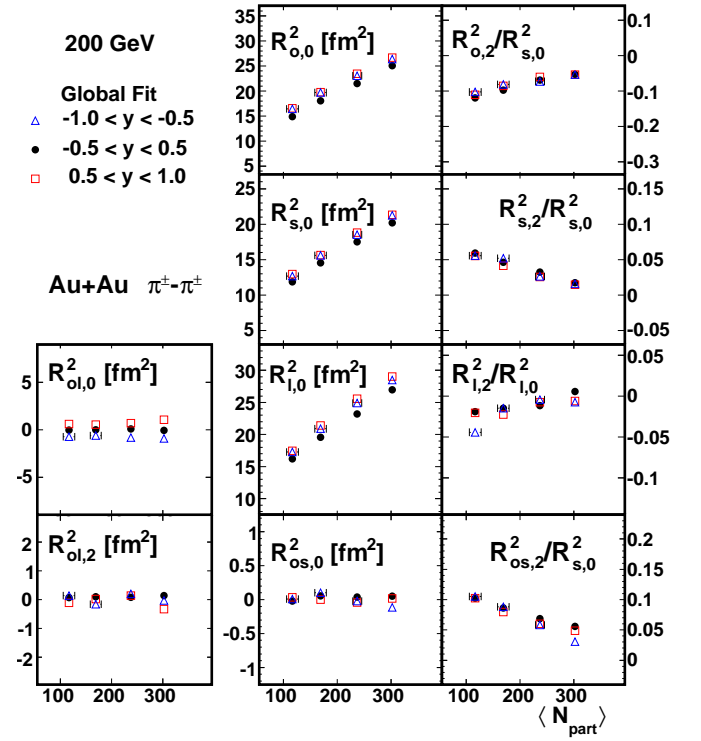 200 GeV
Global Fit
-1.0 < y < -0.5
-0.5 < y < 0.5
0.5 < y < 1.0
Au+Au π±-π±
R²o,0 [fm²]
35
30
25
20
15
10
5
R²o,2/R²s,0
0.1
0
-0.1
-0.2
-0.3
R²s,0 [fm²]
25
20
15
10
5
R²s,2/R²s,0
0.15
0.1
0.05
0
-0.05
R²ol,0 [fm²]
5
0
-5
R²l,0 [fm²]
30
25
20
15
10
R²l,2/R²l,0
0.05
0
-0.05
-0.1
R²ol,2 [fm²]
2
1
0
-1
-2
R²os,0 [fm²]
1
0.5
0
-0.5
-1
R²os,2/R²s,0
0.2
0.15
0.1
0.05
0
100 200 300
100 200 300
100 200 300
⟨ Npart ⟩